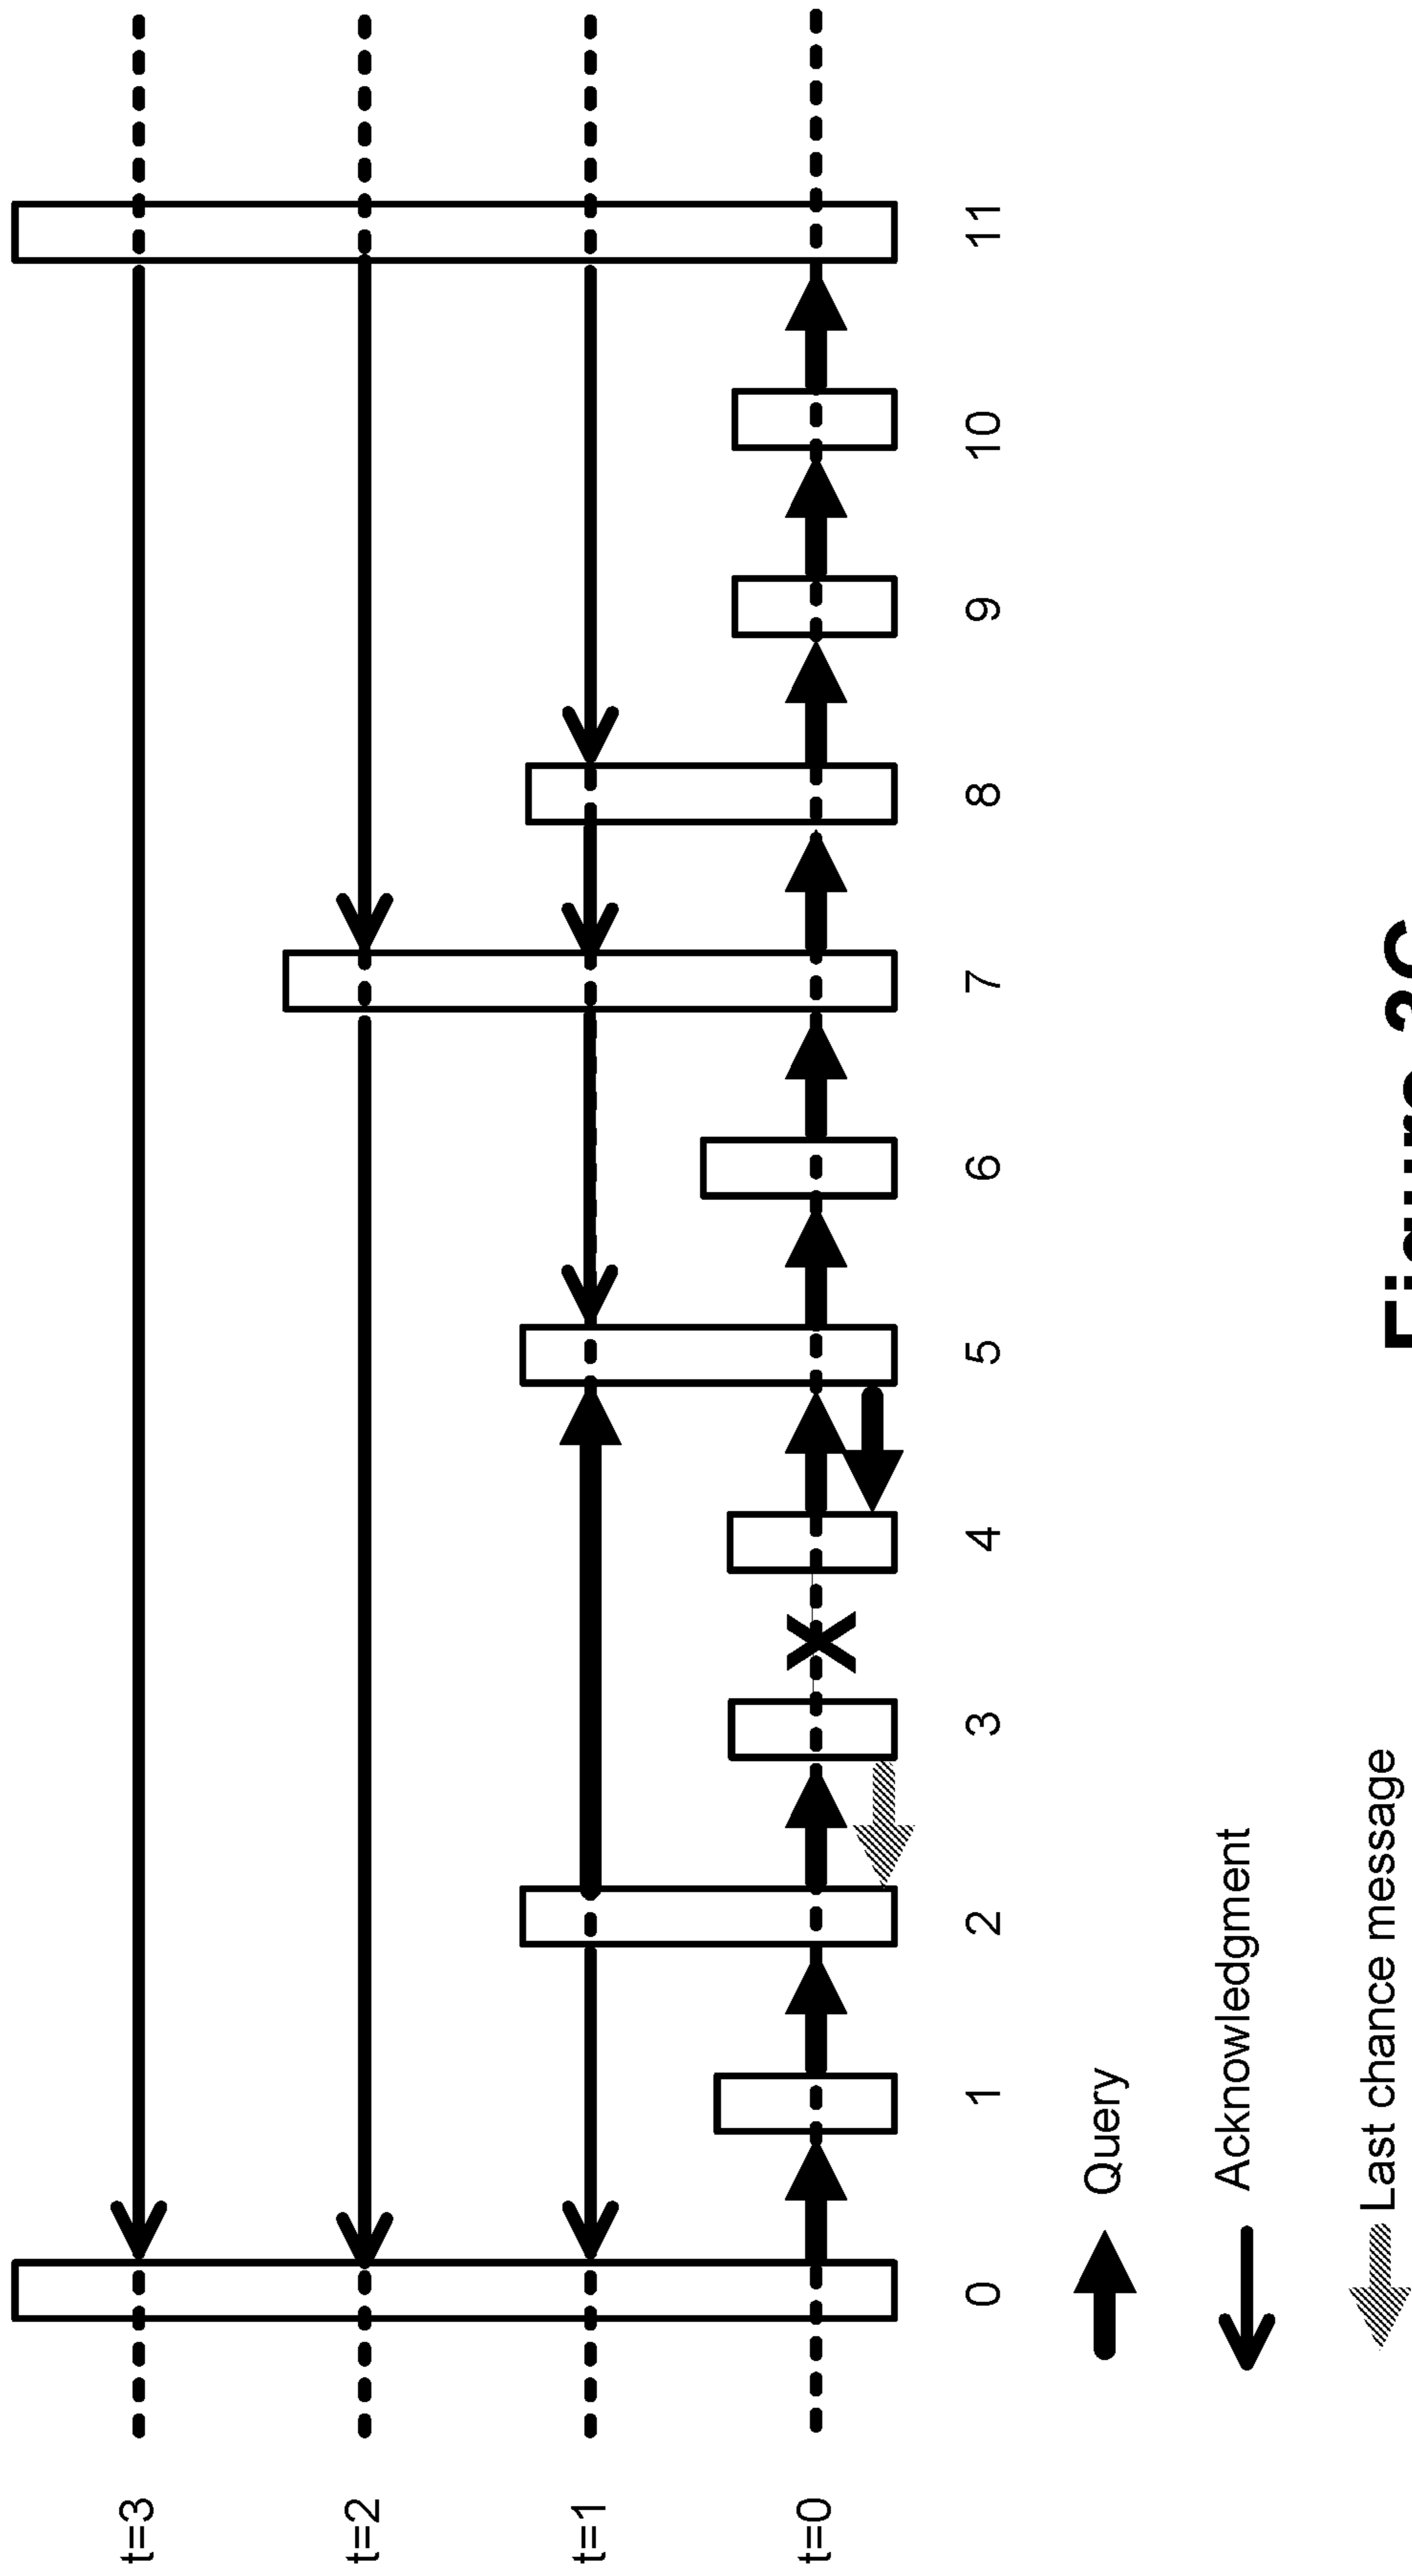 t=3
t=2
t=1
t=0 X
0 1 2 3 4 5 6 7 8 9 10 11
Query
Acknowledgment
Last chance message
Figure